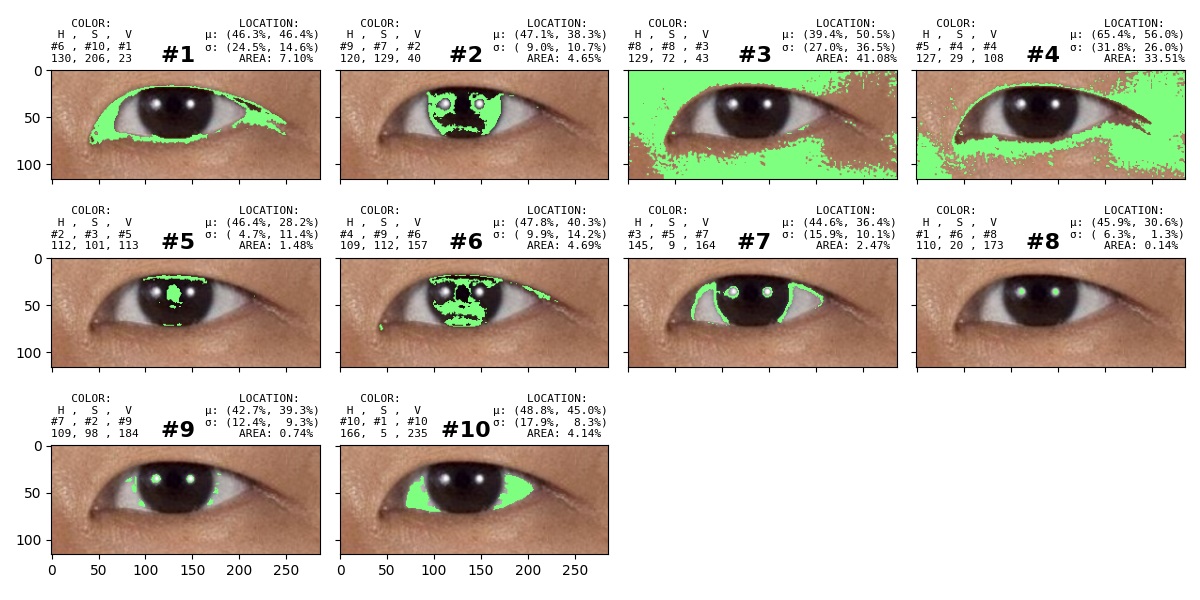 COLOR: LOCATION:
H , S , V μ: (46.3%, 46.4%)
#6 , #10, #1 σ: (24.5%, 14.6%)
130, 206, 23 #1 AREA: 7.10%
COLOR: LOCATION:
H , S , V μ: (47.1%, 38.3%)
#9 , #7 , #2 σ: ( 9.0%, 10.7%)
120, 129, 40 #2 AREA: 4.65%
COLOR: LOCATION:
H , S , V μ: (39.4%, 50.5%)
#8 , #8 , #3 σ: (27.0%, 36.5%)
129, 72 , 43 #3 AREA: 41.08%
COLOR: LOCATION:
H , S , V μ: (65.4%, 56.0%)
#5 , #4 , #4 σ: (31.8%, 26.0%)
127, 29 , 108 #4 AREA: 33.51%
0
50
100
COLOR: LOCATION:
H , S , V μ: (46.4%, 28.2%)
#2 , #3 , #5 σ: ( 4.7%, 11.4%)
112, 101, 113 #5 AREA: 1.48%
COLOR: LOCATION:
H , S , V μ: (47.8%, 40.3%)
#4 , #9 , #6 σ: ( 9.9%, 14.2%)
109, 112, 157 #6 AREA: 4.69%
COLOR: LOCATION:
H , S , V μ: (44.6%, 36.4%)
#3 , #5 , #7 σ: (15.9%, 10.1%)
145, 9 , 164 #7 AREA: 2.47%
COLOR: LOCATION:
H , S , V μ: (45.9%, 30.6%)
#1 , #6 , #8 σ: ( 6.3%, 1.3%)
110, 20 , 173 #8 AREA: 0.14%
0
50
100
COLOR: LOCATION:
H , S , V μ: (42.7%, 39.3%)
#7 , #2 , #9 σ: (12.4%, 9.3%)
109, 98 , 184 #9 AREA: 0.74%
COLOR: LOCATION:
H , S , V μ: (48.8%, 45.0%)
#10, #1 , #10 σ: (17.9%, 8.3%)
166, 5 , 235 #10 AREA: 4.14%
0
50
100
0 50 100 150 200 250
0 50 100 150 200 250